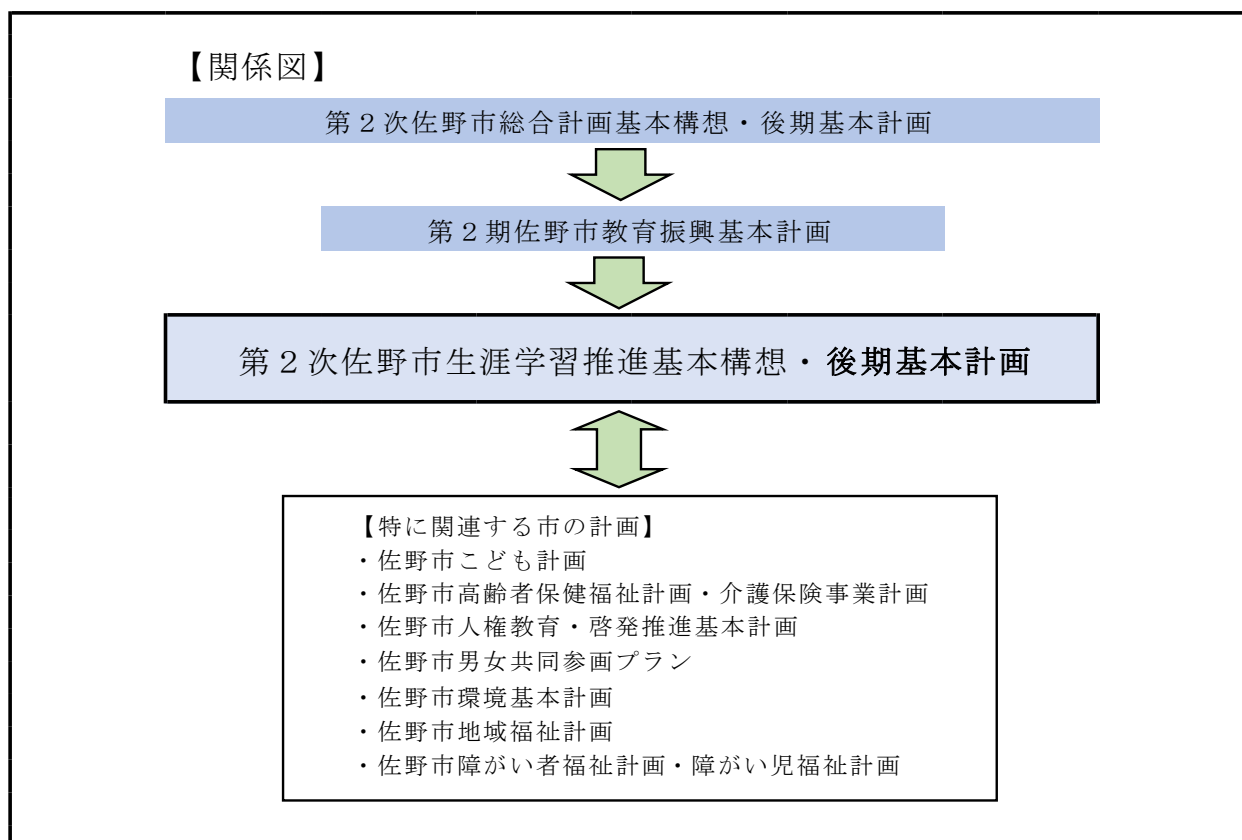 【関係図】
第２次佐野市総合計画基本構想・後期基本計画
第２期佐野市教育振興基本計画
第２次佐野市生涯学習推進基本構想・後期基本計画
【特に関連する市の計画】
・佐野市こども計画
・佐野市高齢者保健福祉計画・介護保険事業計画
・佐野市人権教育・啓発推進基本計画
・佐野市男女共同参画プラン
・佐野市環境基本計画
・佐野市地域福祉計画
・佐野市障がい者福祉計画・障がい児福祉計画